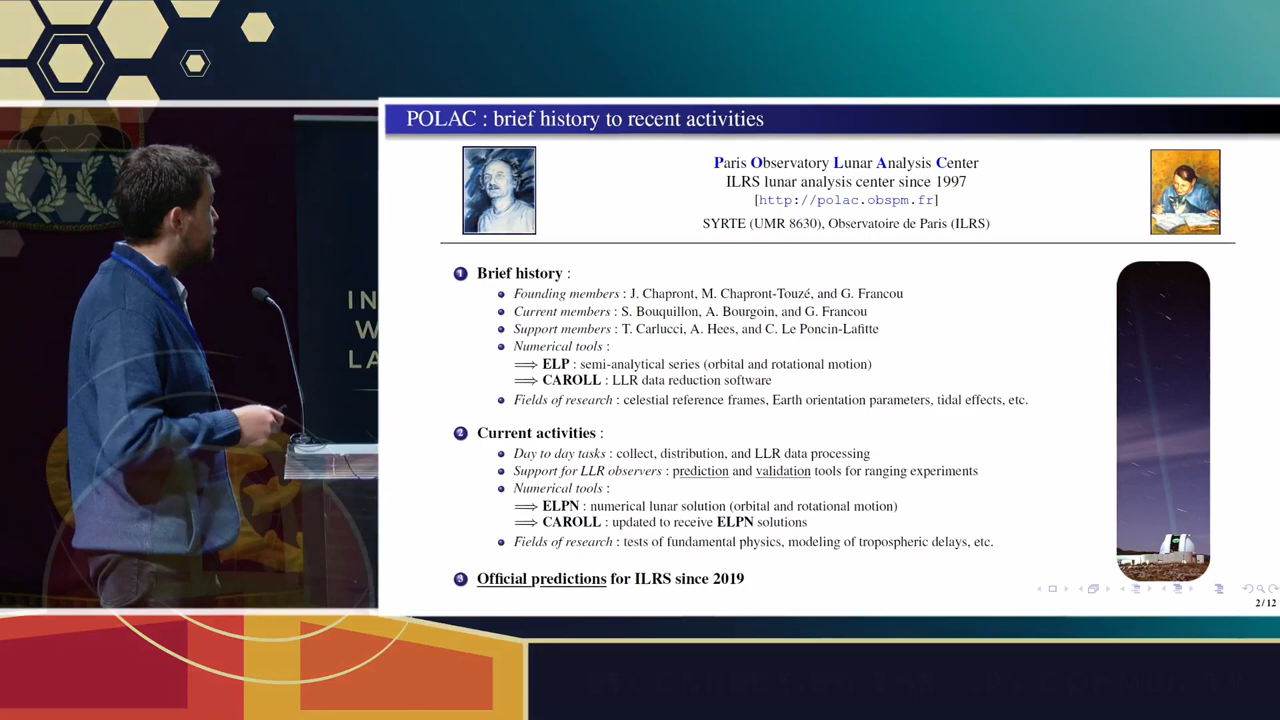 POLAC : brief history to recent activities
Paris Observatory Lunar Analysis Center
ILRS lunar analysis center since 1997
[http://polac.obspm.fr]
SYRTE (UMR 8630), Observatoire de Paris (ILRS)
1 Brief history :
Founding members : J. Chapront, M. Chapront-Touzé, and G. Francou
Current members : S. Bouquillon, A. Bourgoin, and G. Francou
Support members : T. Carlucci, A. Hees, and C. Le Poncin-Lafitte
Numerical tools :
⟹ ELP : semi-analytical series (orbital and rotational motion)
⟹ CAROLL : LLR data reduction software
Fields of research : celestial reference frames, Earth orientation parameters, tidal effects, etc.
2 Current activities :
Day to day tasks : collect, distribution, and LLR data processing
Support for LLR observers : prediction and validation tools for ranging experiments
Numerical tools :
⟹ ELPN : numerical lunar solution (orbital and rotational motion)
⟹ CAROLL : updated to receive ELPN solutions
Fields of research : tests of fundamental physics, modeling of tropospheric delays, etc.
3 Official predictions for ILRS since 2019
2/12
IN
W
LA